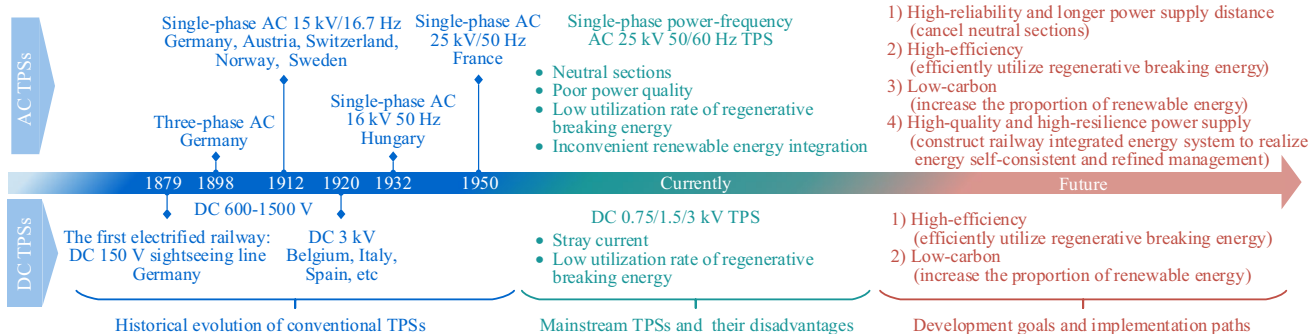 AC TPSs
Single-phase AC 15 kV/16.7 Hz
Germany, Austria, Switzerland,
Norway, Sweden
Single-phase AC
25 kV/50 Hz
France
Three-phase AC
Germany
Single-phase AC
16 kV 50 Hz
Hungary
Single-phase power-frequency
AC 25 kV 50/60 Hz TPS
• Neutral sections
• Poor power quality
• Low utilization rate of regenerative
breaking energy
• Inconvenient renewable energy integration
1) High-reliability and longer power supply distance
(cancel neutral sections)
2) High-efficiency
(efficiently utilize regenerative breaking energy)
3) Low-carbon
(increase the proportion of renewable energy)
4) High-quality and high-resilience power supply
(construct railway integrated energy system to realize
energy self-consistent and refined management)
1879 1898 1912 1920 1932 1950 Currently Future
DC TPSs
DC 600-1500 V
The first electrified railway:
DC 150 V sightseeing line
Germany
DC 3 kV
Belgium, Italy,
Spain, etc
DC 0.75/1.5/3 kV TPS
• Stray current
• Low utilization rate of regenerative
breaking energy
1) High-efficiency
(efficiently utilize regenerative breaking energy)
2) Low-carbon
(increase the proportion of renewable energy)
Historical evolution of conventional TPSs
Mainstream TPSs and their disadvantages
Development goals and implementation paths